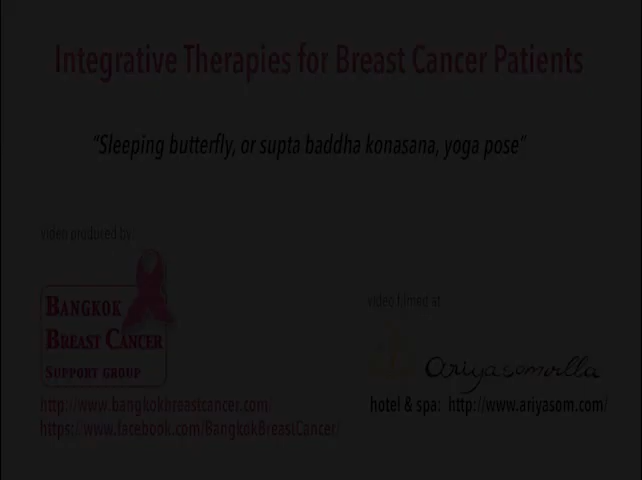 Integrative Therapies for Breast Cancer Patients
"Sleeping butterfly, or supta baddha konasana, yoga pose"
video produced by:
BANGKOK
BREAST CANCER
SUPPORT GROUP
http://www.bangkokbreastcancer.com/
https://www.facebook.com/BangkokBreastCancer/
video filmed at
ariyasomvilla
hotel & spa: http://www.ariyasom.com/